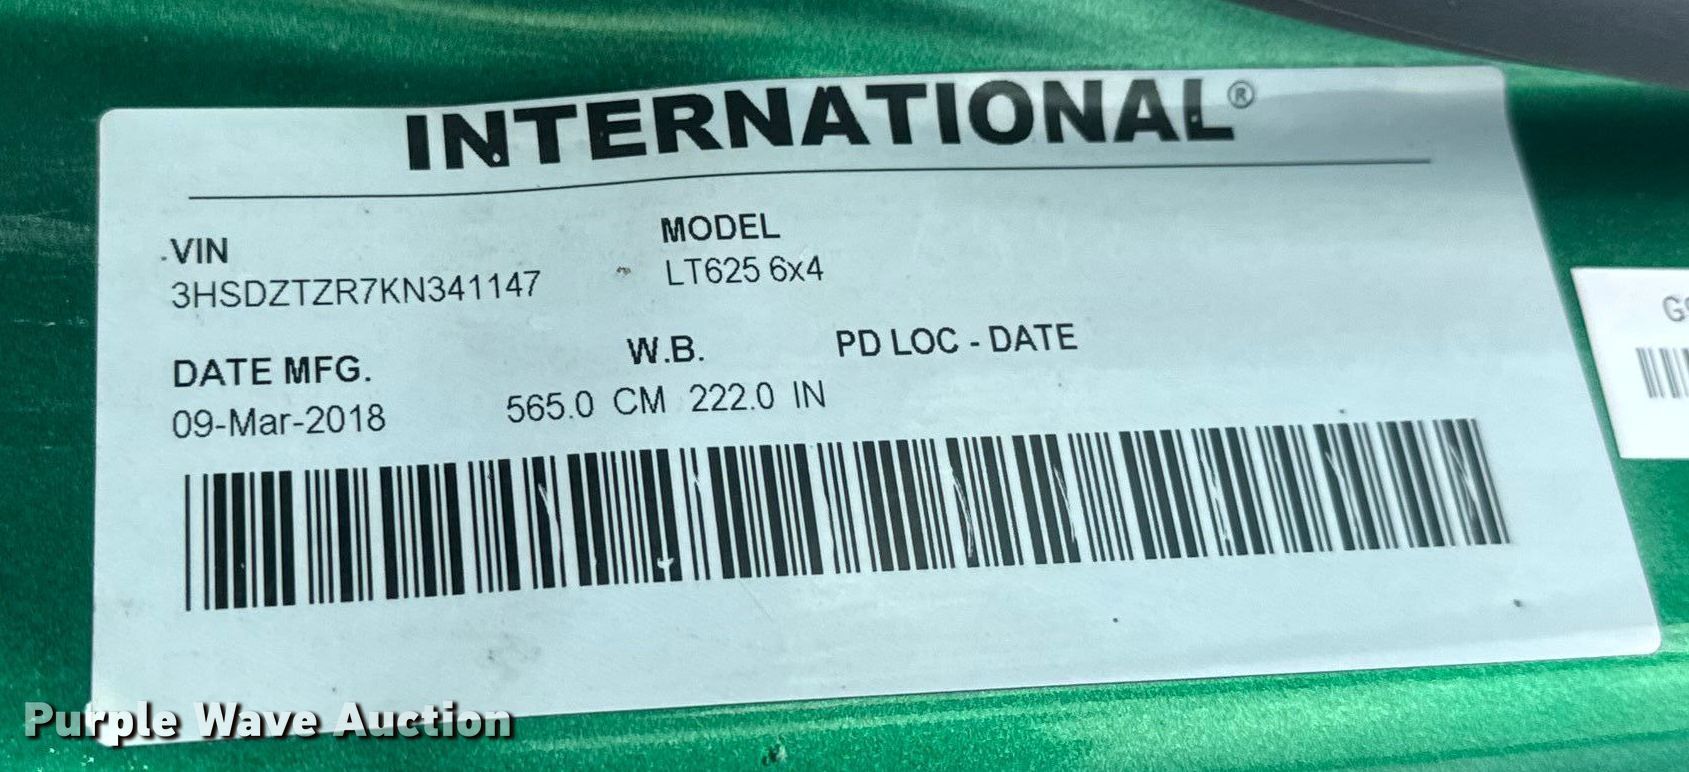 INTERNATIONAL®
VIN
3HSDZTZR7KN341147
MODEL
LT625 6x4
DATE MFG.
09-Mar-2018
W.B.
565.0 CM 222.0 IN
PD LOC - DATE
Purple Wave Auction